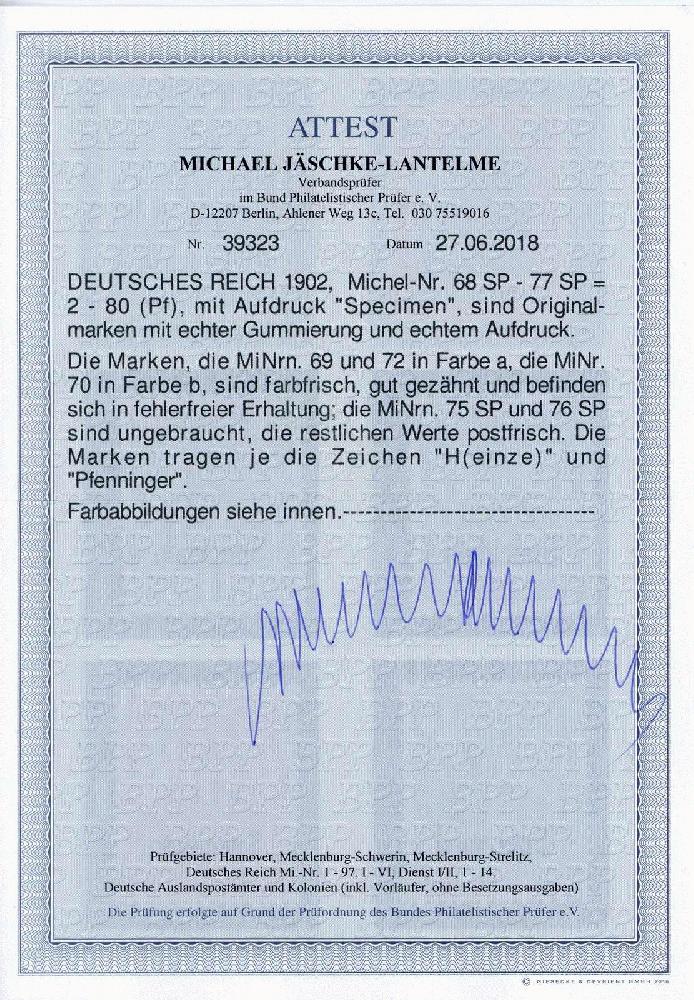 ATTEST
MICHAEL JÄSCHKE-LANTELME
Verbandsprüfer
im Bund Philatelistischer Prüfer e. V.
D-12207 Berlin, Ahlener Weg 13c, Tel. 030 75519016
Nr. 39323 Datum 27.06.2018
DEUTSCHES REICH 1902, Michel-Nr. 68 SP - 77 SP =
2 - 80 (Pf), mit Aufdruck "Specimen", sind Original-
marken mit echter Gummierung und echtem Aufdruck.
Die Marken, die MiNrn. 69 und 72 in Farbe a, die MiNr.
70 in Farbe b, sind farbfrisch, gut gezähnt und befinden
sich in fehlerfreier Erhaltung; die MiNrn. 75 SP und 76 SP
sind ungebraucht, die restlichen Werte postfrisch. Die
Marken tragen je die Zeichen "H(einze)" und
"Pfenninger".
Farbabbildungen siehe innen.----------------------------------
Prüfgebiete: Hannover, Mecklenburg-Schwerin, Mecklenburg-Strelitz,
Deutsches Reich Mi.-Nr. 1 - 97, I - VI, Dienst I/II, 1 - 14,
Deutsche Auslandspostämter und Kolonien (inkl. Vorläufer, ohne Besetzungsausgaben)
Die Prüfung erfolgte auf Grund der Prüfordnung des Bundes Philatelistischer Prüfer e.V.
© GIESECKE & DEVRIENT GMBH